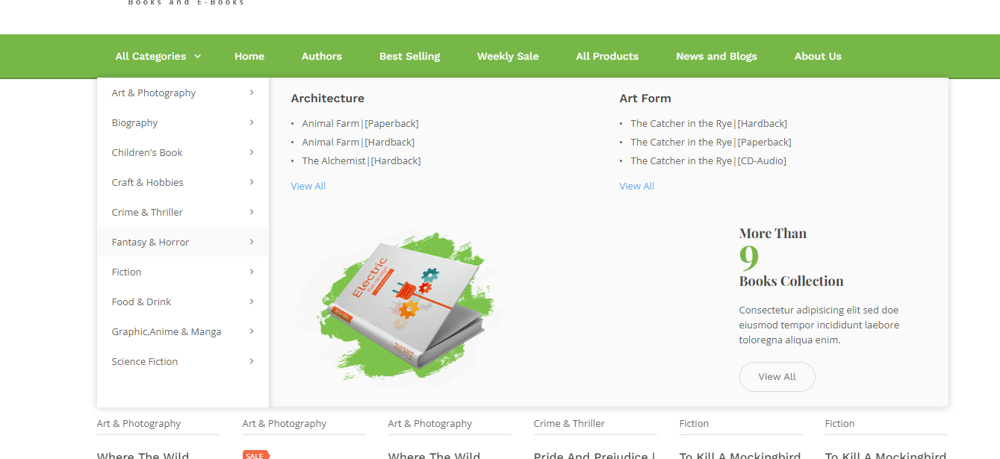 Books and E-Books
All Categories Home Authors Best Selling Weekly Sale All Products News and Blogs About Us
Art & Photography
Biography
Children's Book
Craft & Hobbies
Crime & Thriller
Fantasy & Horror
Fiction
Food & Drink
Graphic,Anime & Manga
Science Fiction
Architecture
• Animal Farm|[Paperback]
• Animal Farm|[Hardback]
• The Alchemist|[Hardback]
View All
Art Form
• The Catcher in the Rye|[Hardback]
• The Catcher in the Rye|[Paperback]
• The Catcher in the Rye|[CD-Audio]
View All
Electric
flat design
Electric
More Than
9
Books Collection
Consectetur adipisicing elit sed doe
eiusmod tempor incididunt laebore
toloregna aliqua enim.
View All
Art & Photography Art & Photography Art & Photography Crime & Thriller Fiction Fiction
Where The Wild SALE Where The Wild Pride And Prejudice | To Kill A Mockingbird To Kill A Mockingbird